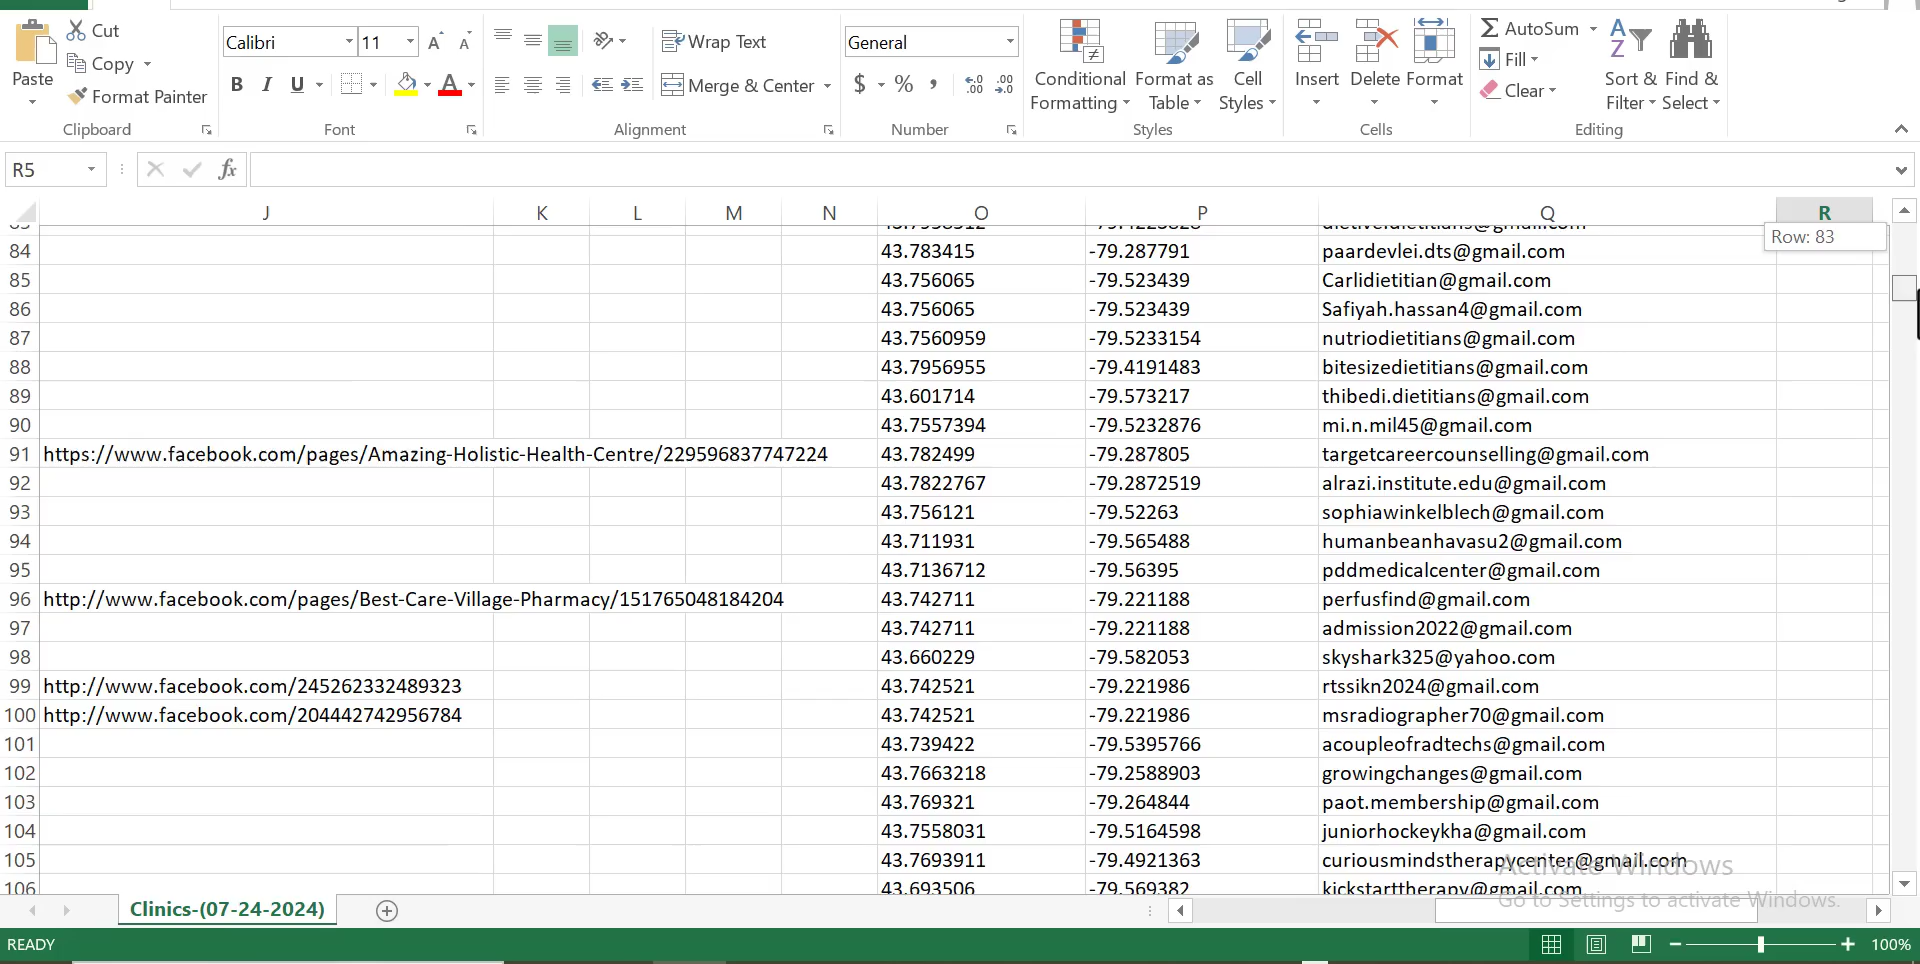 Cut
Copy
Paste
Format Painter
Clipboard
Calibri 11 A A
B I U A
Font
Wrap Text
Merge & Center
Alignment
General
$ % ,
Number
Conditional Formatting
Format as Table
Cell Styles
Styles
Insert
Delete
Format
Cells
AutoSum
Fill
Clear
Sort & Filter
Find & Select
Editing
R5 fx
J K L M N O P Q R
Row: 83
84 43.783415 -79.287791 paardevlei.dts@gmail.com
85 43.756065 -79.523439 Carlidietitian@gmail.com
86 43.756065 -79.523439 Safiyah.hassan4@gmail.com
87 43.7560959 -79.5233154 nutriodietitians@gmail.com
88 43.7956955 -79.4191483 bitesizedietitians@gmail.com
89 43.601714 -79.573217 thibedi.dietitians@gmail.com
90 43.7557394 -79.5232876 mi.n.mil45@gmail.com
91 https://www.facebook.com/pages/Amazing-Holistic-Health-Centre/229596837747224 43.782499 -79.287805 targetcareercounselling@gmail.com
92 43.7822767 -79.2872519 alrazi.institute.edu@gmail.com
93 43.756121 -79.52263 sophiawinkelblech@gmail.com
94 43.711931 -79.565488 humanbeanhavasu2@gmail.com
95 43.7136712 -79.56395 pddmedicalcenter@gmail.com
96 http://www.facebook.com/pages/Best-Care-Village-Pharmacy/151765048184204 43.742711 -79.221188 perfusfind@gmail.com
97 43.742711 -79.221188 admission2022@gmail.com
98 43.660229 -79.582053 skyshark325@yahoo.com
99 http://www.facebook.com/245262332489323 43.742521 -79.221986 rtssikn2024@gmail.com
100 http://www.facebook.com/204442742956784 43.742521 -79.221986 msradiographer70@gmail.com
101 43.739422 -79.5395766 acoupleofradtechs@gmail.com
102 43.7663218 -79.2588903 growingchanges@gmail.com
103 43.769321 -79.264844 paot.membership@gmail.com
104 43.7558031 -79.5164598 juniorhockeykha@gmail.com
105 43.7693911 -79.4921363 curiousmindstherapycenter@gmail.com
106 43.693506 -79.569382 kickstarttherapy@gmail.com
Activate Windows
Go to Settings to activate Windows.
Clinics-(07-24-2024)
READY
100%